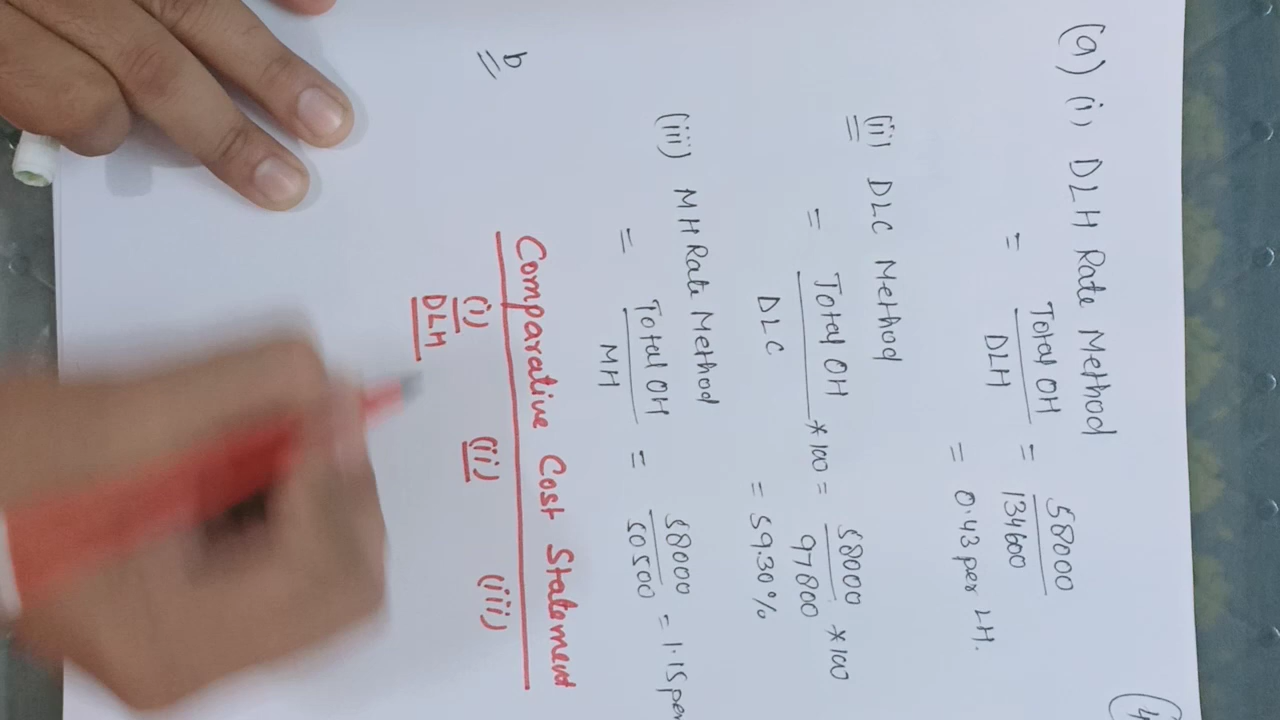 (4
(a) (i) DLH Rate Method
= Total OH / DLH = 58000 / 134600
= 0.43 per LH.
(ii) DLC Method
= Total OH / DLC * 100 = 58000 / 97800 * 100
= 59.30%
(iii) MH Rate Method
= Total OH / MH = 58000 / 50500 = 1.15 per
b
Comparative Cost Statement
(i) (ii) (iii)
DLH